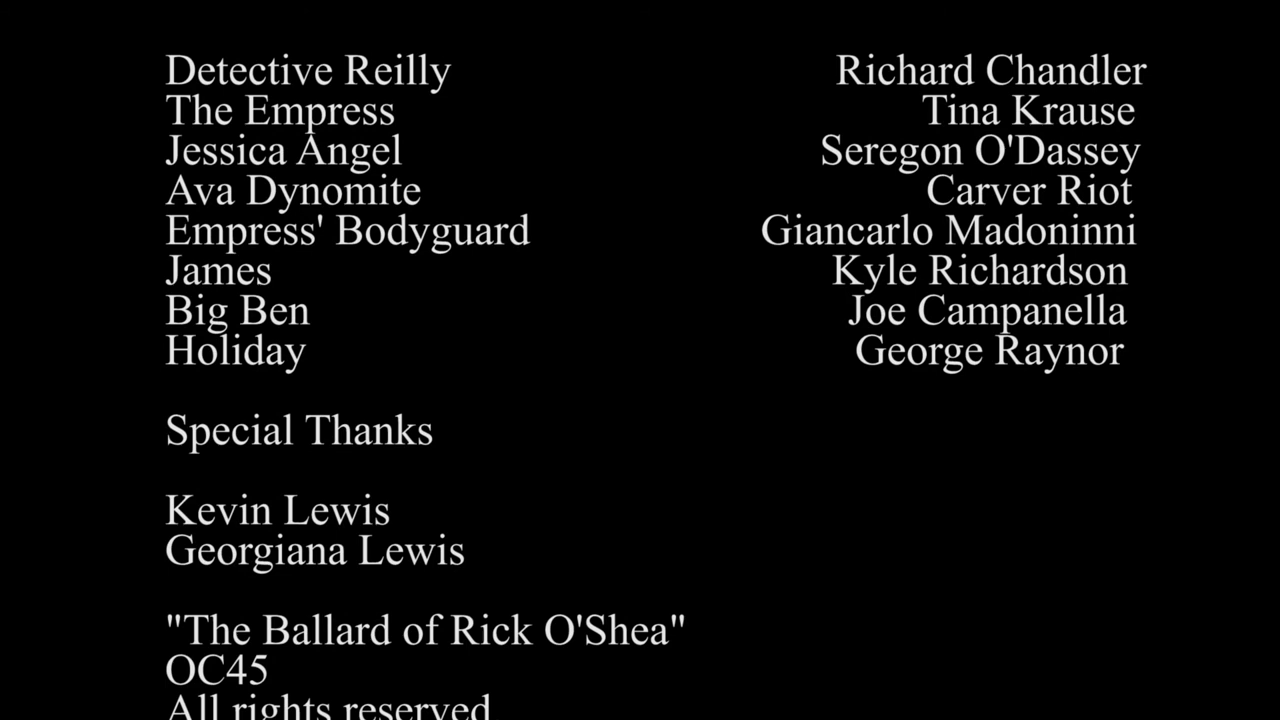 Detective Reilly Richard Chandler
The Empress Tina Krause
Jessica Angel Seregon O'Dassey
Ava Dynomite Carver Riot
Empress' Bodyguard Giancarlo Madoninni
James Kyle Richardson
Big Ben Joe Campanella
Holiday George Raynor
Special Thanks
Kevin Lewis
Georgiana Lewis
"The Ballard of Rick O'Shea"
OC45
All rights reserved